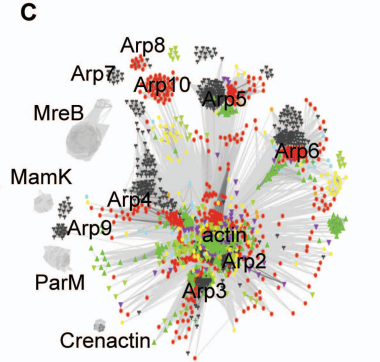 C
Arp8
Arp7
Arp10
Arp5
MreB
Arp6
MamK
Arp4
Arp9
actin
Arp2
ParM
Arp3
Crenactin